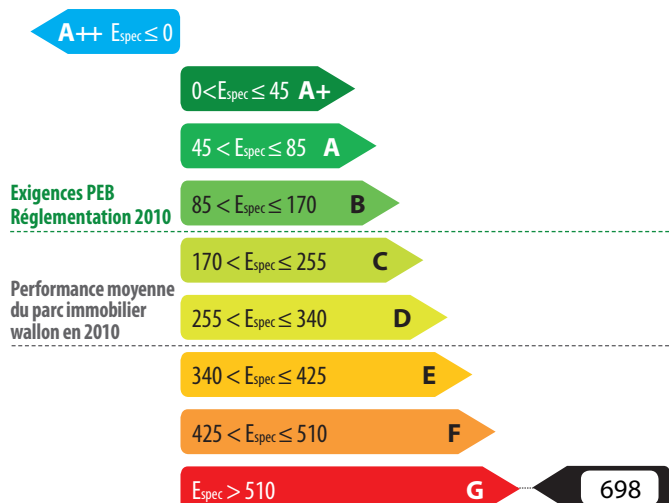 A++ Espec ≤ 0
0<Espec ≤ 45 A+
45 < Espec ≤ 85 A
Exigences PEB
Réglementation 2010
85 < Espec ≤ 170 B
170 < Espec ≤ 255 C
Performance moyenne
du parc immobilier
wallon en 2010
255 < Espec ≤ 340 D
340 < Espec ≤ 425 E
425 < Espec ≤ 510 F
Espec > 510 G
698